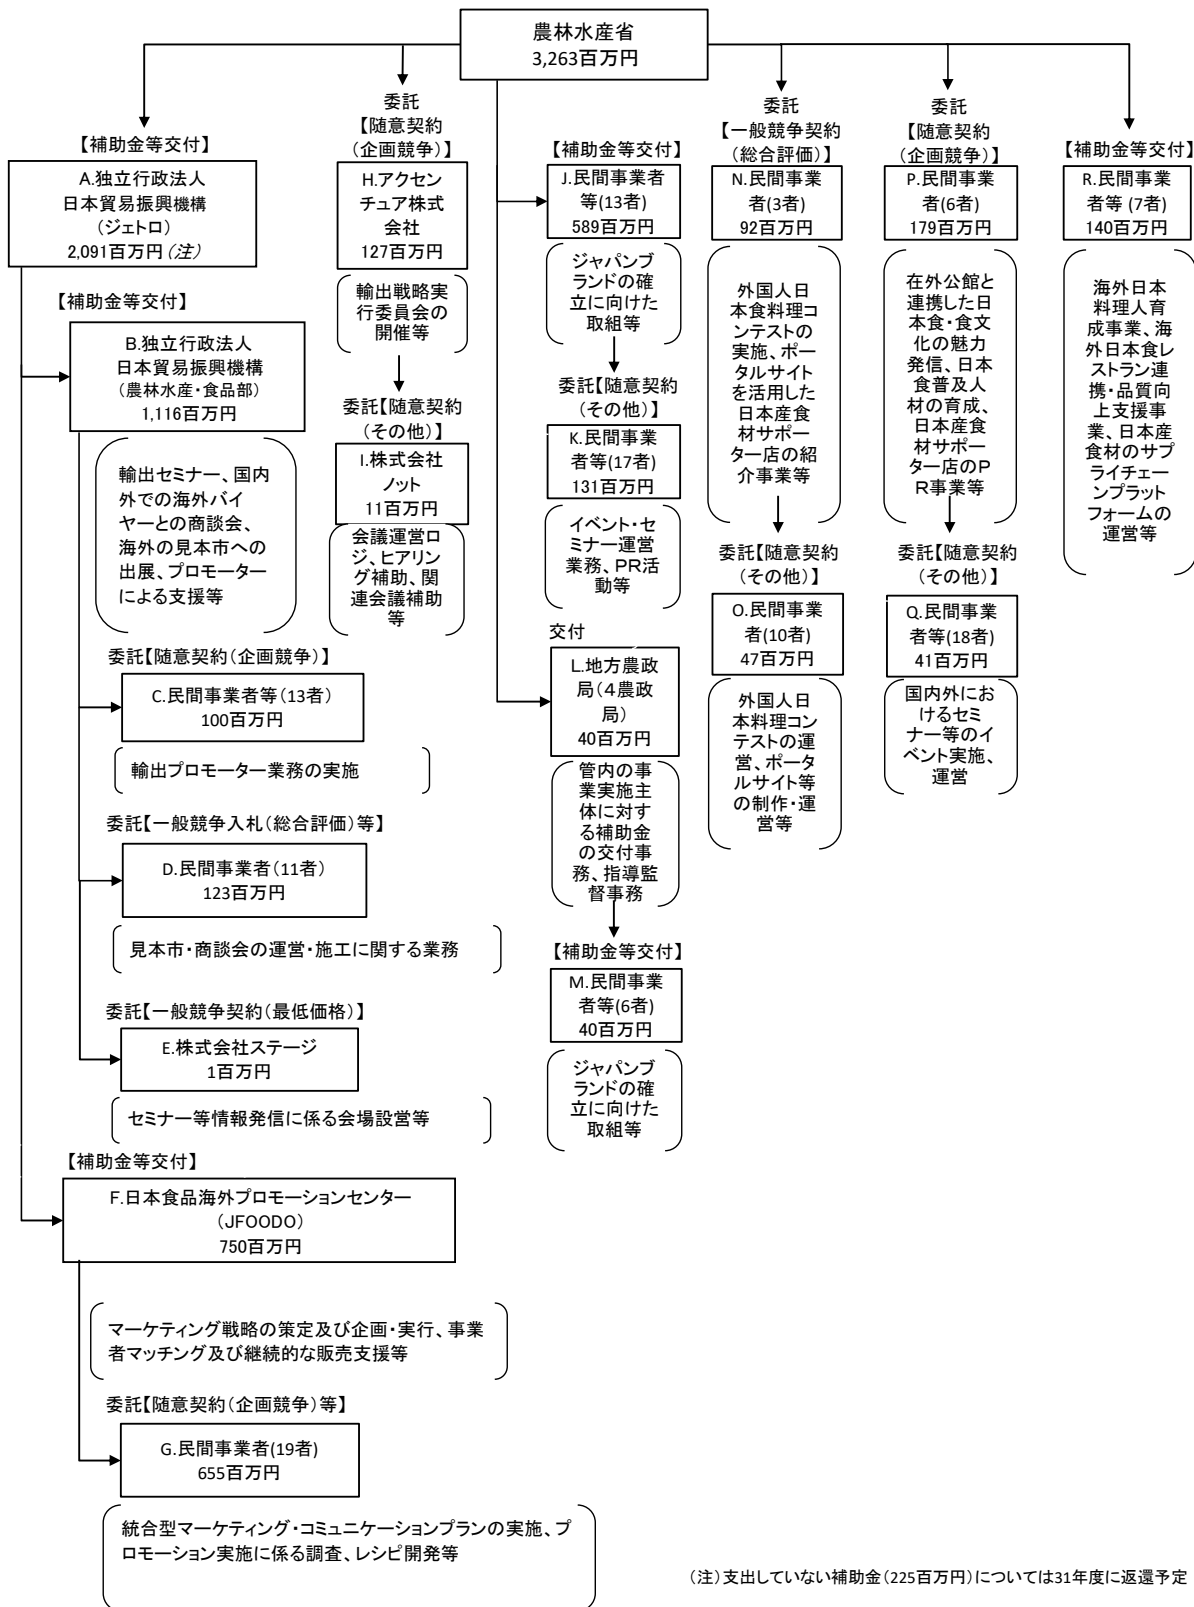 農林水産省
3,263百万円
【補助金等交付】
A.独立行政法人
日本貿易振興機構
(ジェトロ)
2,091百万円(注)
【補助金等交付】
B.独立行政法人
日本貿易振興機構
(農林水産・食品部)
1,116百万円
輸出セミナー、国内
外での海外バイ
ヤーとの商談会、
海外の見本市への
出展、プロモーター
による支援等
委託【随意契約(企画競争)】
C.民間事業者等(13者)
100百万円
輸出プロモーター業務の実施
委託【一般競争入札(総合評価)等】
D.民間事業者(11者)
123百万円
見本市・商談会の運営・施工に関する業務
委託【一般競争契約(最低価格)】
E.株式会社ステージ
1百万円
セミナー等情報発信に係る会場設営等
【補助金等交付】
F.日本食品海外プロモーションセンター
(JFOODO)
750百万円
マーケティング戦略の策定及び企画・実行、事業
者マッチング及び継続的な販売支援等
委託【随意契約(企画競争)等】
G.民間事業者(19者)
655百万円
統合型マーケティング・コミュニケーションプランの実施、プ
ロモーション実施に係る調査、レシピ開発等
委託
【随意契約
(企画競争)】
H.アクセン
チュア株式
会社
127百万円
輸出戦略実
行委員会の
開催等
委託【随意契約
(その他)】
I.株式会社
ノット
11百万円
会議運営ロ
ジ、ヒアリン
グ補助、関
連会議補助
等
【補助金等交付】
J.民間事業者
等(13者)
589百万円
ジャパンブ
ランドの確
立に向けた
取組等
委託【随意契約
(その他)】
K.民間事業
者等(17者)
131百万円
イベント・セ
ミナー運営
業務、PR活
動等
交付
L.地方農政
局(4農政
局)
40百万円
管内の事
業実施主
体に対す
る補助金
の交付事
務、指導監
督事務
【補助金等交付】
M.民間事業
者等(6者)
40百万円
ジャパンブ
ランドの確
立に向けた
取組等
委託
【一般競争契約
(総合評価)】
N.民間事業
者(3者)
92百万円
外国人日
本食料理コ
ンテストの
実施、ポー
タルサイト
を活用した
日本産食
材サポー
ター店の紹
介事業等
委託【随意契約
(その他)】
O.民間事業
者(10者)
47百万円
外国人日
本料理コン
テストの運
営、ポータ
ルサイト等
の制作・運
営等
委託
【随意契約
(企画競争)】
P.民間事業
者(6者)
179百万円
在外公館と
連携した日
本食・食文
化の魅力
発信、日本
食普及人
材の育成、
日本産食
材サポー
ター店のP
R事業等
委託【随意契約
(その他)】
Q.民間事業
者等(18者)
41百万円
国内外にお
けるセミ
ナー等のイ
ベント実施、
運営
【補助金等交付】
R.民間事業
者等 (7者)
140百万円
海外日本
料理人育
成事業、海
外日本食レ
ストラン連
携・品質向
上支援事
業、日本産
食材のサプ
ライチェー
ンプラット
フォームの
運営等
(注)支出していない補助金(225百万円)については31年度に返還予定